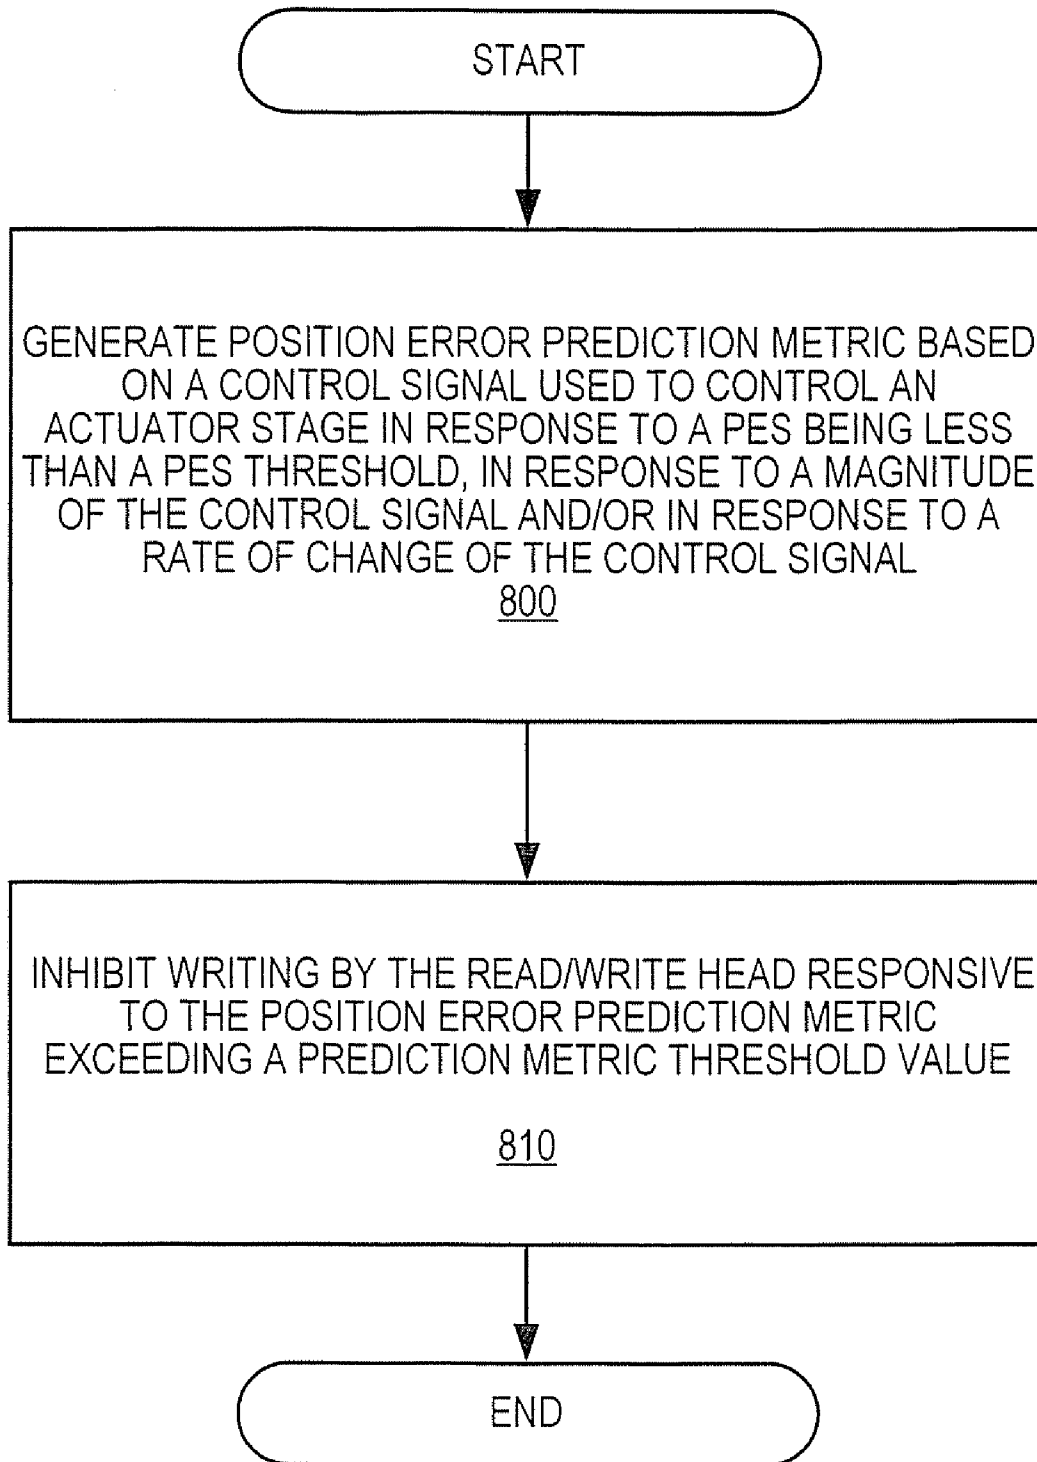 START
GENERATE POSITION ERROR PREDICTION METRIC BASED
ON A CONTROL SIGNAL USED TO CONTROL AN
ACTUATOR STAGE IN RESPONSE TO A PES BEING LESS
THAN A PES THRESHOLD, IN RESPONSE TO A MAGNITUDE
OF THE CONTROL SIGNAL AND/OR IN RESPONSE TO A
RATE OF CHANGE OF THE CONTROL SIGNAL
800
INHIBIT WRITING BY THE READ/WRITE HEAD RESPONSIVE
TO THE POSITION ERROR PREDICTION METRIC
EXCEEDING A PREDICTION METRIC THRESHOLD VALUE
810
END